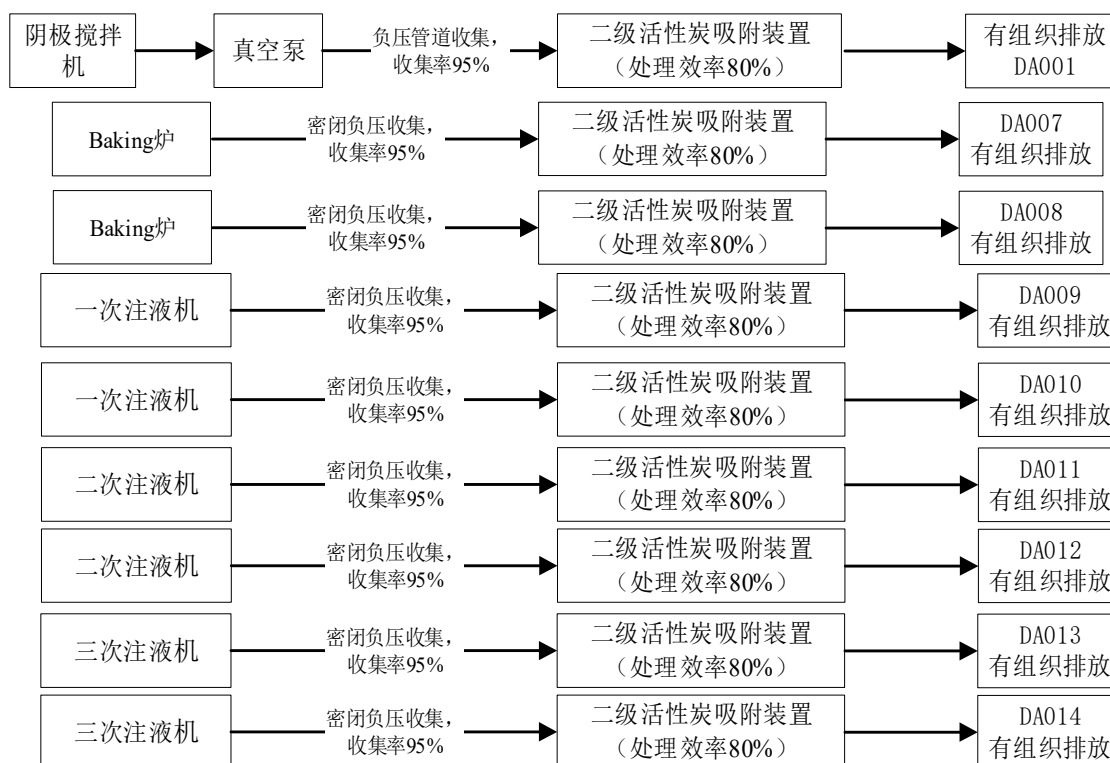 阴极搅拌
机
真空泵
负压管道收集，
收集率95%
二级活性炭吸附装置
（处理效率80%）
有组织排放
DA001
Baking炉
密闭负压收集，
收集率95%
二级活性炭吸附装置
（处理效率80%）
DA007
有组织排放
Baking炉
密闭负压收集，
收集率95%
二级活性炭吸附装置
（处理效率80%）
DA008
有组织排放
一次注液机
密闭负压收集，
收集率95%
二级活性炭吸附装置
（处理效率80%）
DA009
有组织排放
一次注液机
密闭负压收集，
收集率95%
二级活性炭吸附装置
（处理效率80%）
DA010
有组织排放
二次注液机
密闭负压收集，
收集率95%
二级活性炭吸附装置
（处理效率80%）
DA011
有组织排放
二次注液机
密闭负压收集，
收集率95%
二级活性炭吸附装置
（处理效率80%）
DA012
有组织排放
三次注液机
密闭负压收集，
收集率95%
二级活性炭吸附装置
（处理效率80%）
DA013
有组织排放
三次注液机
密闭负压收集，
收集率95%
二级活性炭吸附装置
（处理效率80%）
DA014
有组织排放